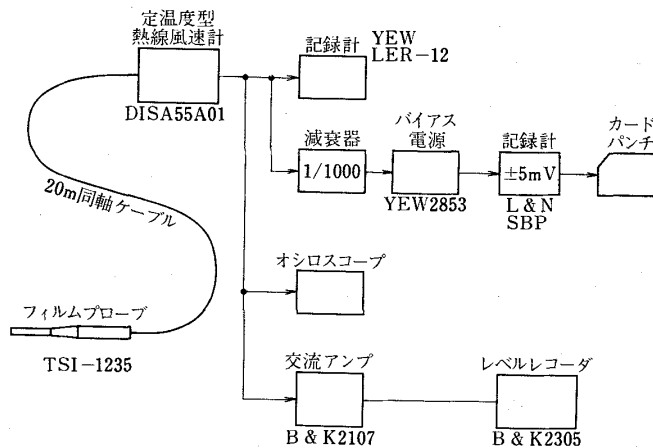 定温度型
熱線風速計
DISA55A01
記録計
YEW
LER-12
減衰器
1/1000
バイアス
電源
YEW2853
記録計
±5mV
L & N
SBP
カード
パンチ
20m同軸ケーブル
オシロスコープ
フィルムプローブ
TSI-1235
交流アンプ
B & K2107
レベルレコーダ
B & K2305